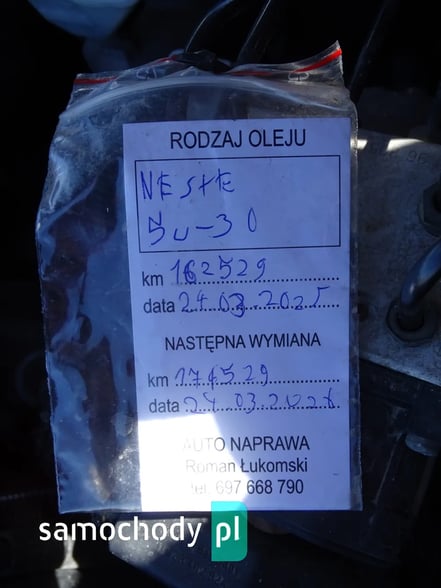 RODZAJ OLEJU
NESTE
5W-30
km 162529
data 24.03.2025
NASTĘPNA WYMIANA
km 174529
data 24.03.2026
AUTO NAPRAWA
Roman Łukomski
tel. 697 668 790
samochody pl